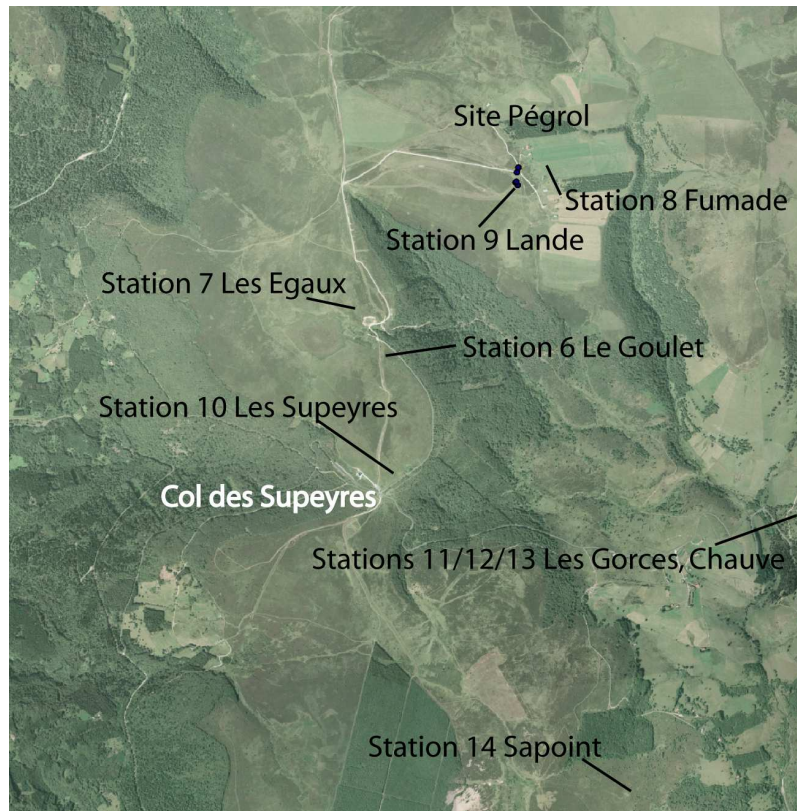 Site Pégrol
Station 8 Fumade
Station 9 Lande
Station 7 Les Egaux
Station 6 Le Goulet
Station 10 Les Supeyres
Col des Supeyres
Stations 11/12/13 Les Gorces, Chauve
Station 14 Sapoint